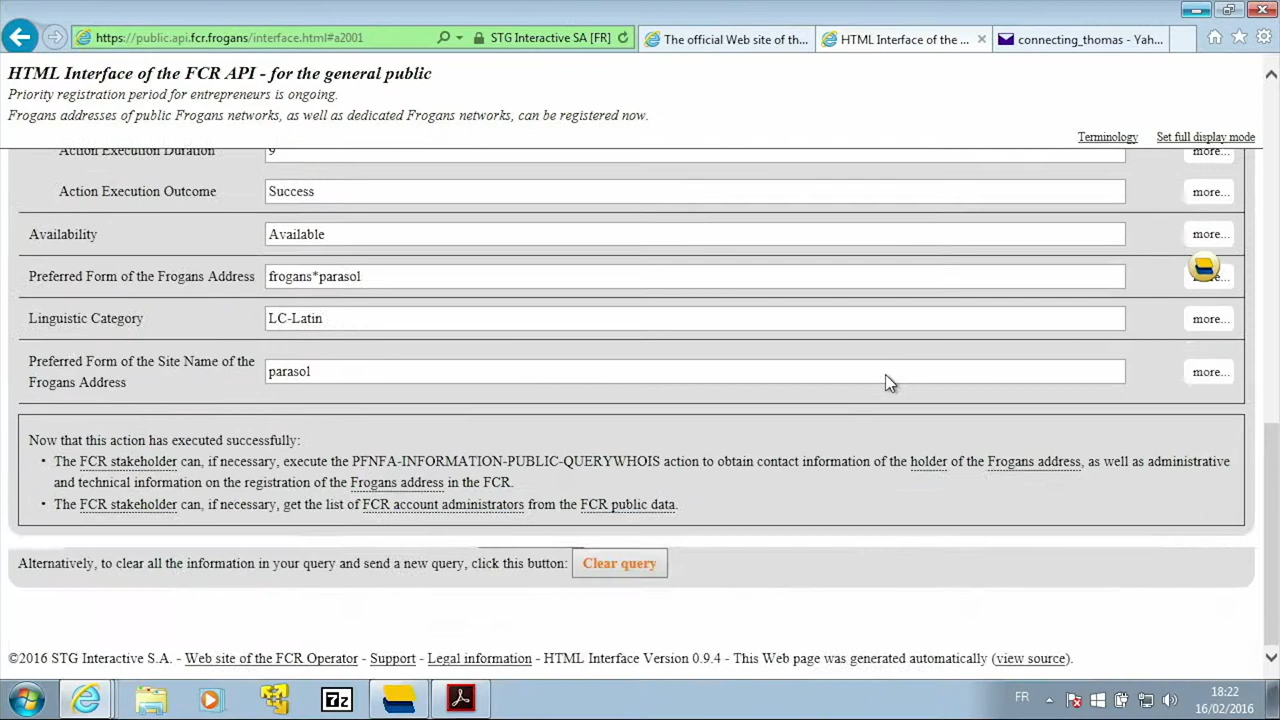 https://public.api.fcr.frogans/interface.html#a2001
STG Interactive SA [FR]
The official Web site of th...
HTML Interface of the ...
connecting_thomas - Yah...
HTML Interface of the FCR API - for the general public
Priority registration period for entrepreneurs is ongoing.
Frogans addresses of public Frogans networks, as well as dedicated Frogans networks, can be registered now.
Terminology
Set full display mode
Action Execution Duration
9
more...
Action Execution Outcome
Success
more...
Availability
Available
more...
Preferred Form of the Frogans Address
frogans*parasol
Linguistic Category
LC-Latin
more...
Preferred Form of the Site Name of the
Frogans Address
parasol
more...
Now that this action has executed successfully:
• The FCR stakeholder can, if necessary, execute the PFNFA-INFORMATION-PUBLIC-QUERYWHOIS action to obtain contact information of the holder of the Frogans address, as well as administrative
and technical information on the registration of the Frogans address in the FCR.
• The FCR stakeholder can, if necessary, get the list of FCR account administrators from the FCR public data.
Alternatively, to clear all the information in your query and send a new query, click this button:
Clear query
©2016 STG Interactive S.A. - Web site of the FCR Operator - Support - Legal information - HTML Interface Version 0.9.4 - This Web page was generated automatically (view source).
7z
FR
18:22
16/02/2016